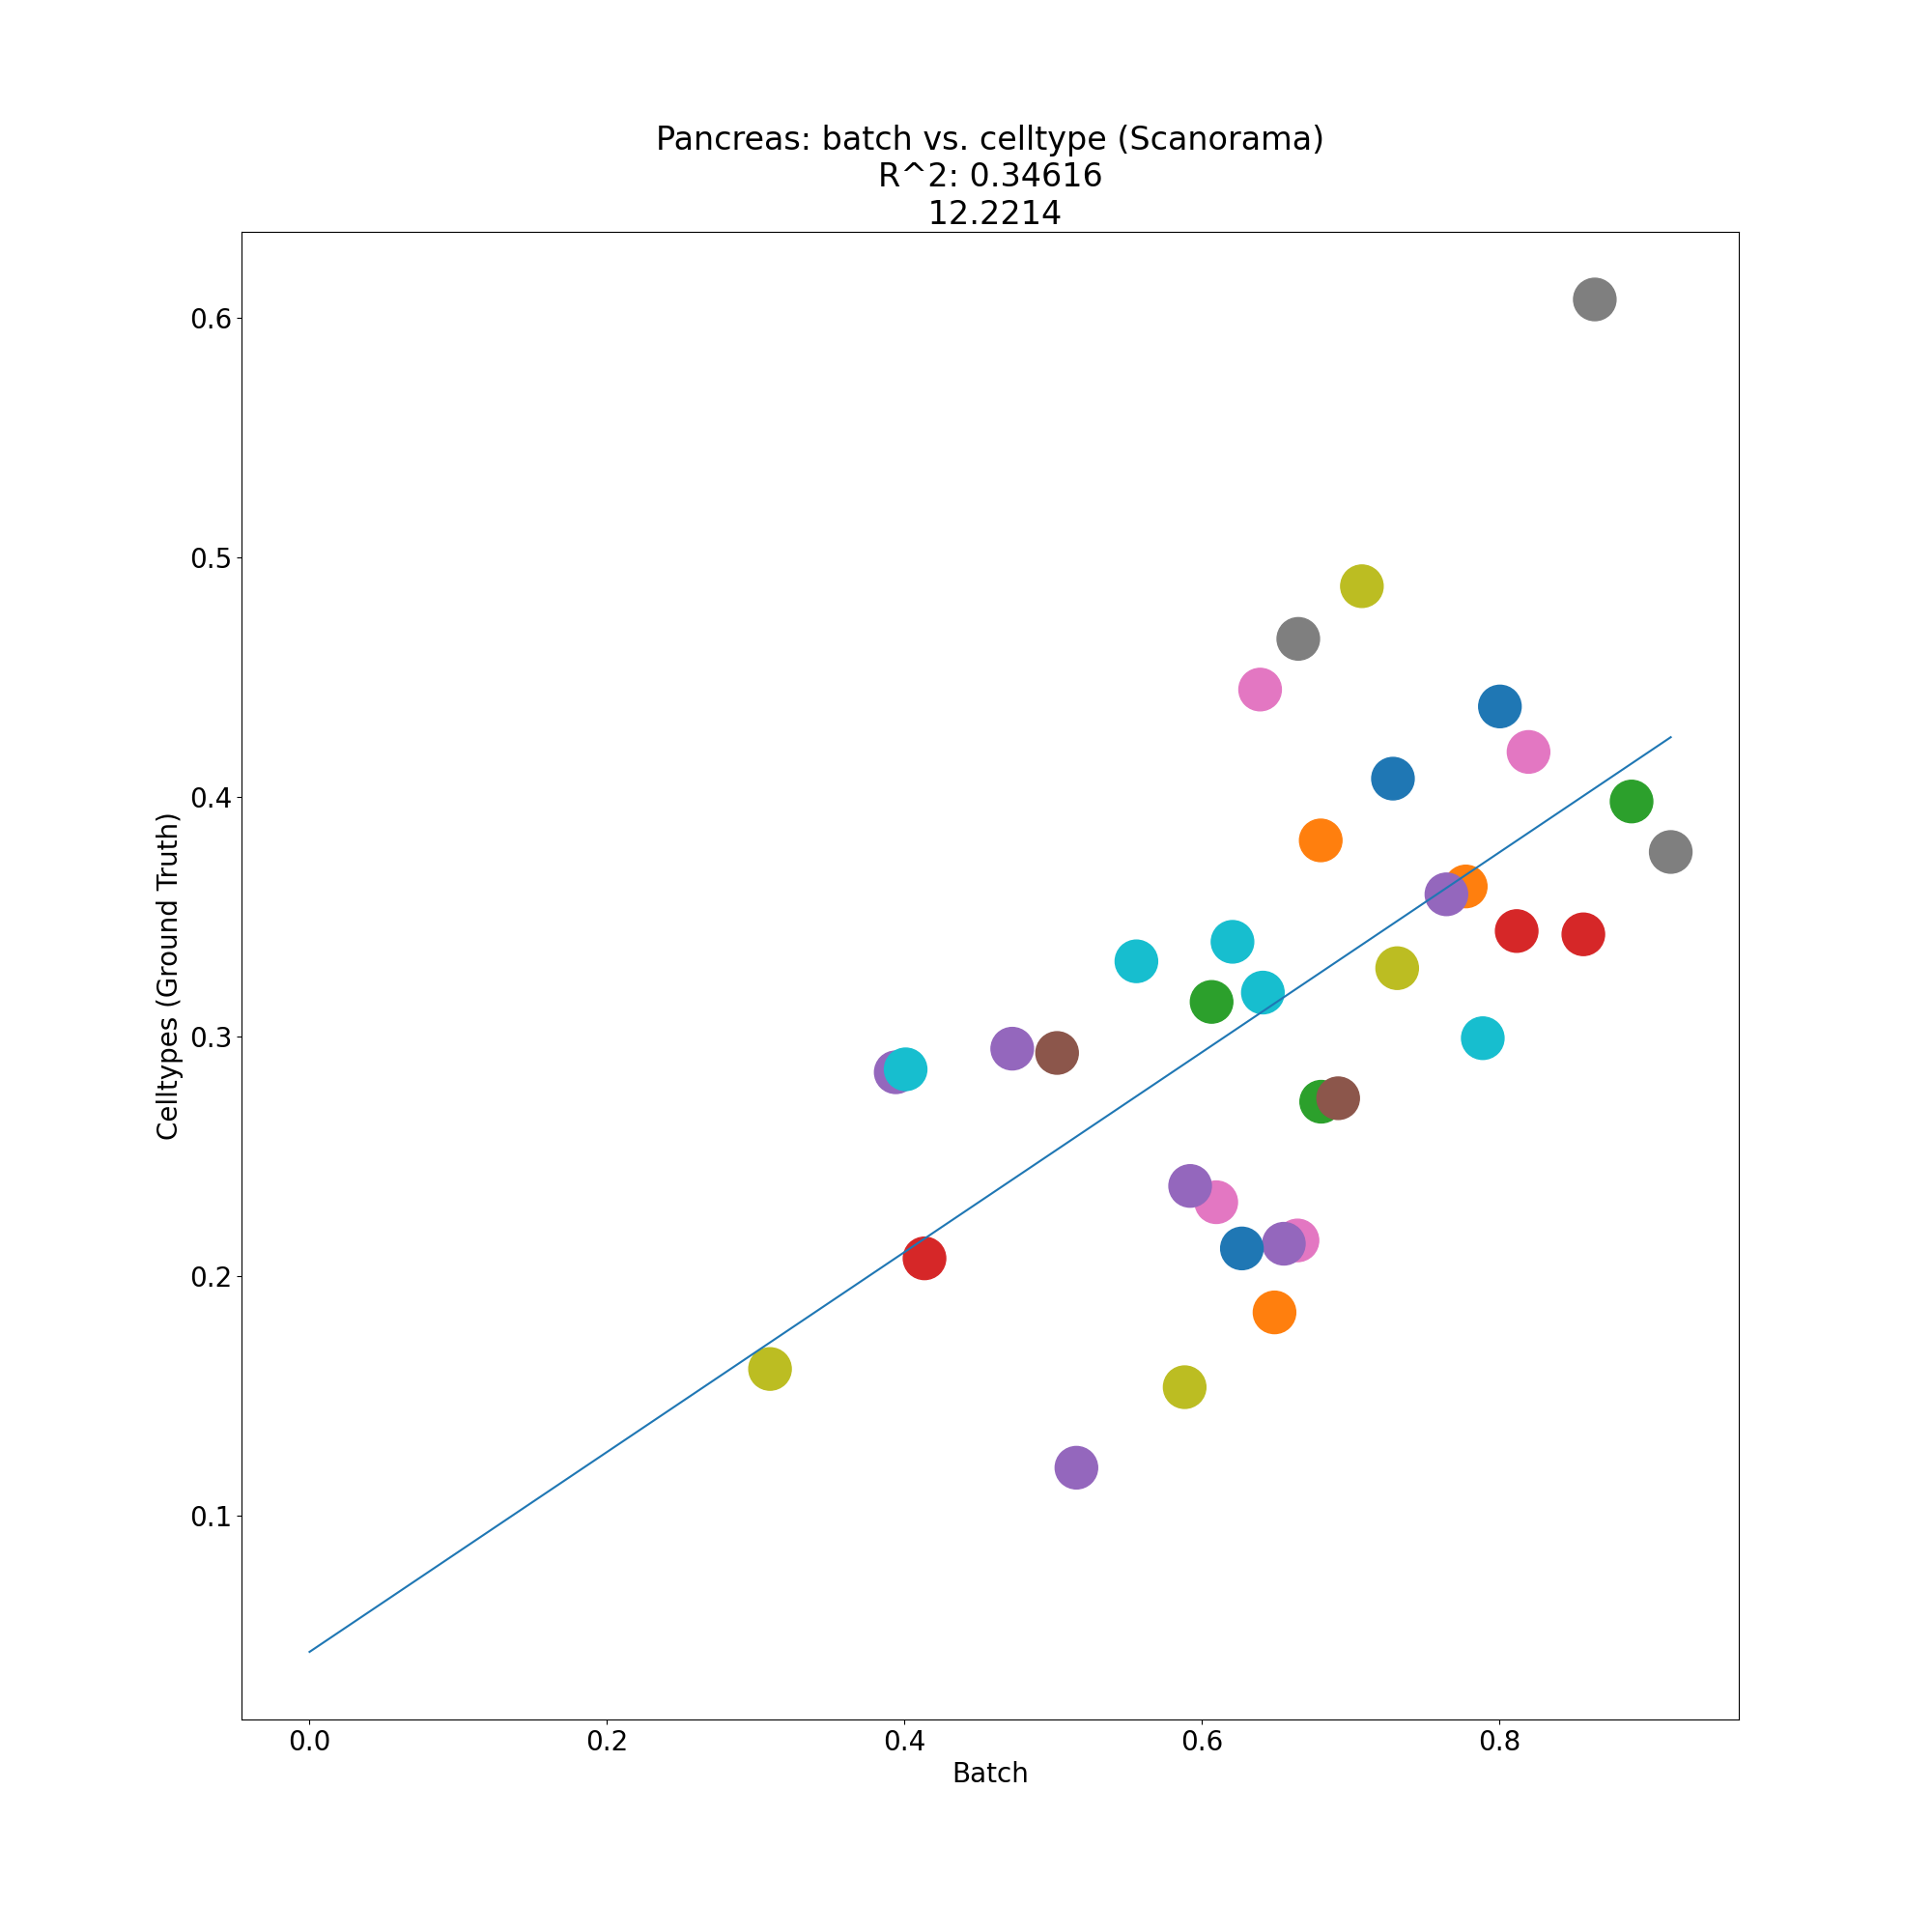 Pancreas: batch vs. celltype (Scanorama)
R^2: 0.34616
12.2214
0.6
0.5
0.4
0.3
0.2
0.1
Celltypes (Ground Truth)
0.0 0.2 0.4 0.6 0.8
Batch